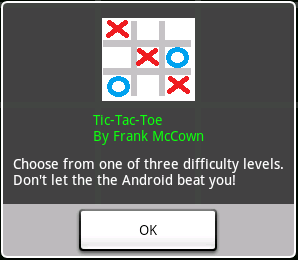 Tic-Tac-Toe
By Frank McCown
Choose from one of three difficulty levels.
Don't let the the Android beat you!
OK